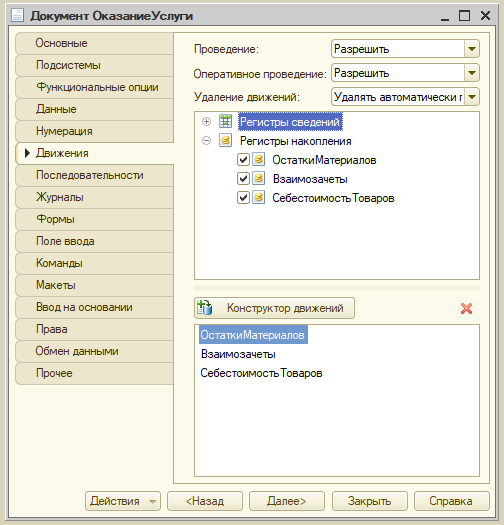 Документ ОказаниеУслуги
Основные
Подсистемы
Функциональные опции
Данные
Нумерация
Движения
Последовательности
Журналы
Формы
Поле ввода
Команды
Макеты
Ввод на основании
Права
Обмен данными
Прочее
Проведение: Разрешить
Оперативное проведение: Разрешить
Удаление движений: Удалять автоматически г
Регистры сведений
Регистры накопления
ОстаткиМатериалов
Взаимозачеты
СебестоимостьТоваров
Конструктор движений
ОстаткиМатериалов
Взаимозачеты
СебестоимостьТоваров
Действия <Назад Далее> Закрыть Справка